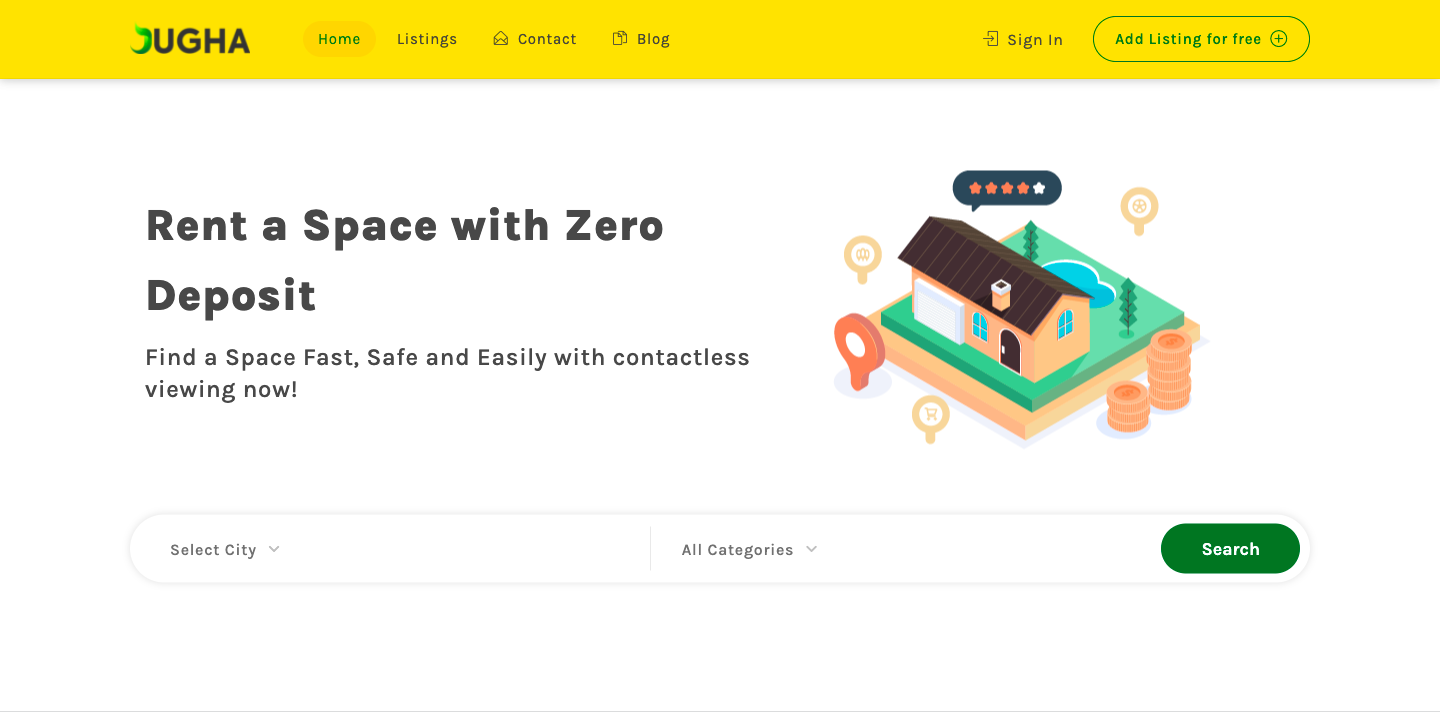 JUGHA
Home
Listings
Contact
Blog
Sign In
Add Listing for free
Rent a Space with Zero
Deposit
Find a Space Fast, Safe and Easily with contactless
viewing now!
Select City
All Categories
Search